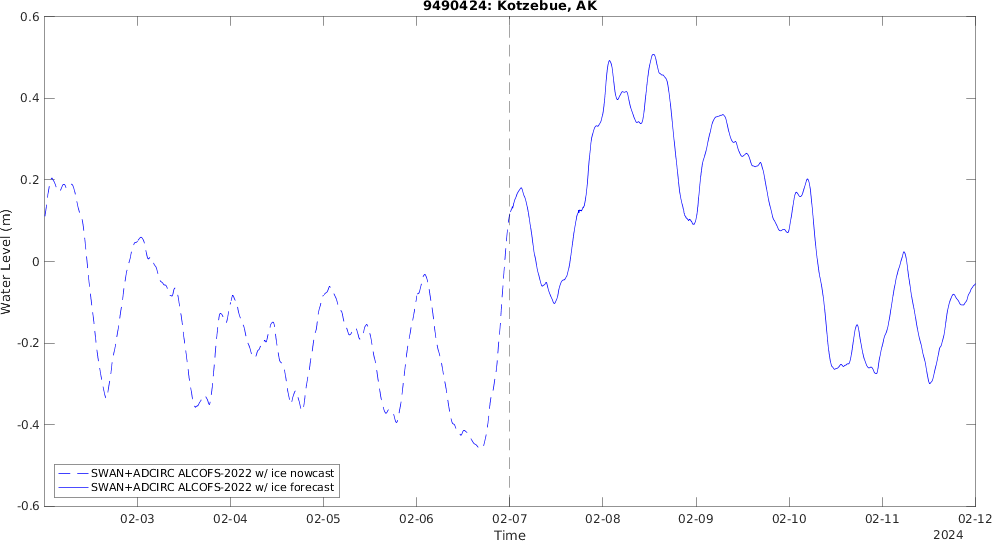 9490424: Kotzebue, AK
0.6
0.4
0.2
0
-0.2
-0.4
-0.6
Water Level (m)
SWAN+ADCIRC ALCOFS-2022 w/ ice nowcast
SWAN+ADCIRC ALCOFS-2022 w/ ice forecast
02-03 02-04 02-05 02-06 02-07 02-08 02-09 02-10 02-11 02-12
Time
2024